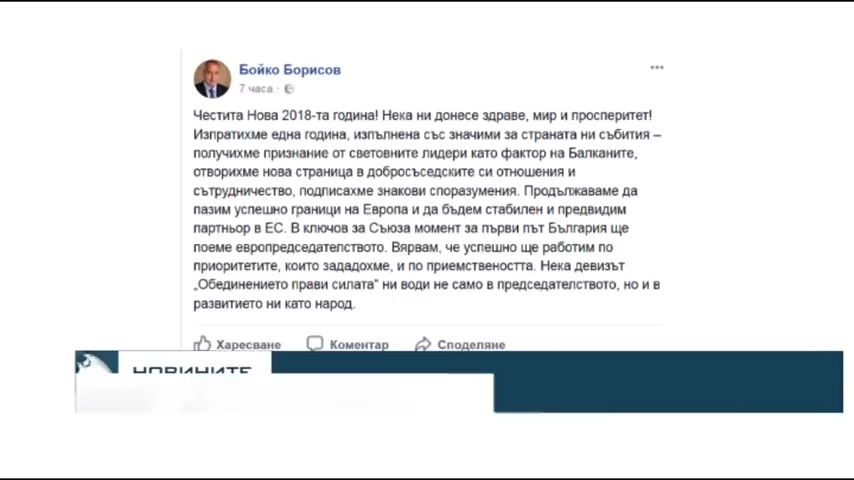 Бойко Борисов
7 часа ·
Честита Нова 2018-та година! Нека ни донесе здраве, мир и просперитет!
Изпратихме една година, изпълнена със значими за страната ни събития –
получихме признание от световните лидери като фактор на Балканите,
отворихме нова страница в добросъседските си отношения и
сътрудничество, подписахме знакови споразумения. Продължаваме да
пазим успешно граници на Европа и да бъдем стабилен и предвидим
партньор в ЕС. В ключов за Съюза момент за първи път България ще
поеме европредседателството. Вярвам, че успешно ще работим по
приоритетите, които зададохме, и по приемствеността. Нека девизът
„Обединението прави силата" ни води не само в председателството, но и в
развитието ни като народ.
Харесване Коментар Споделяне
НОВИНИТЕ